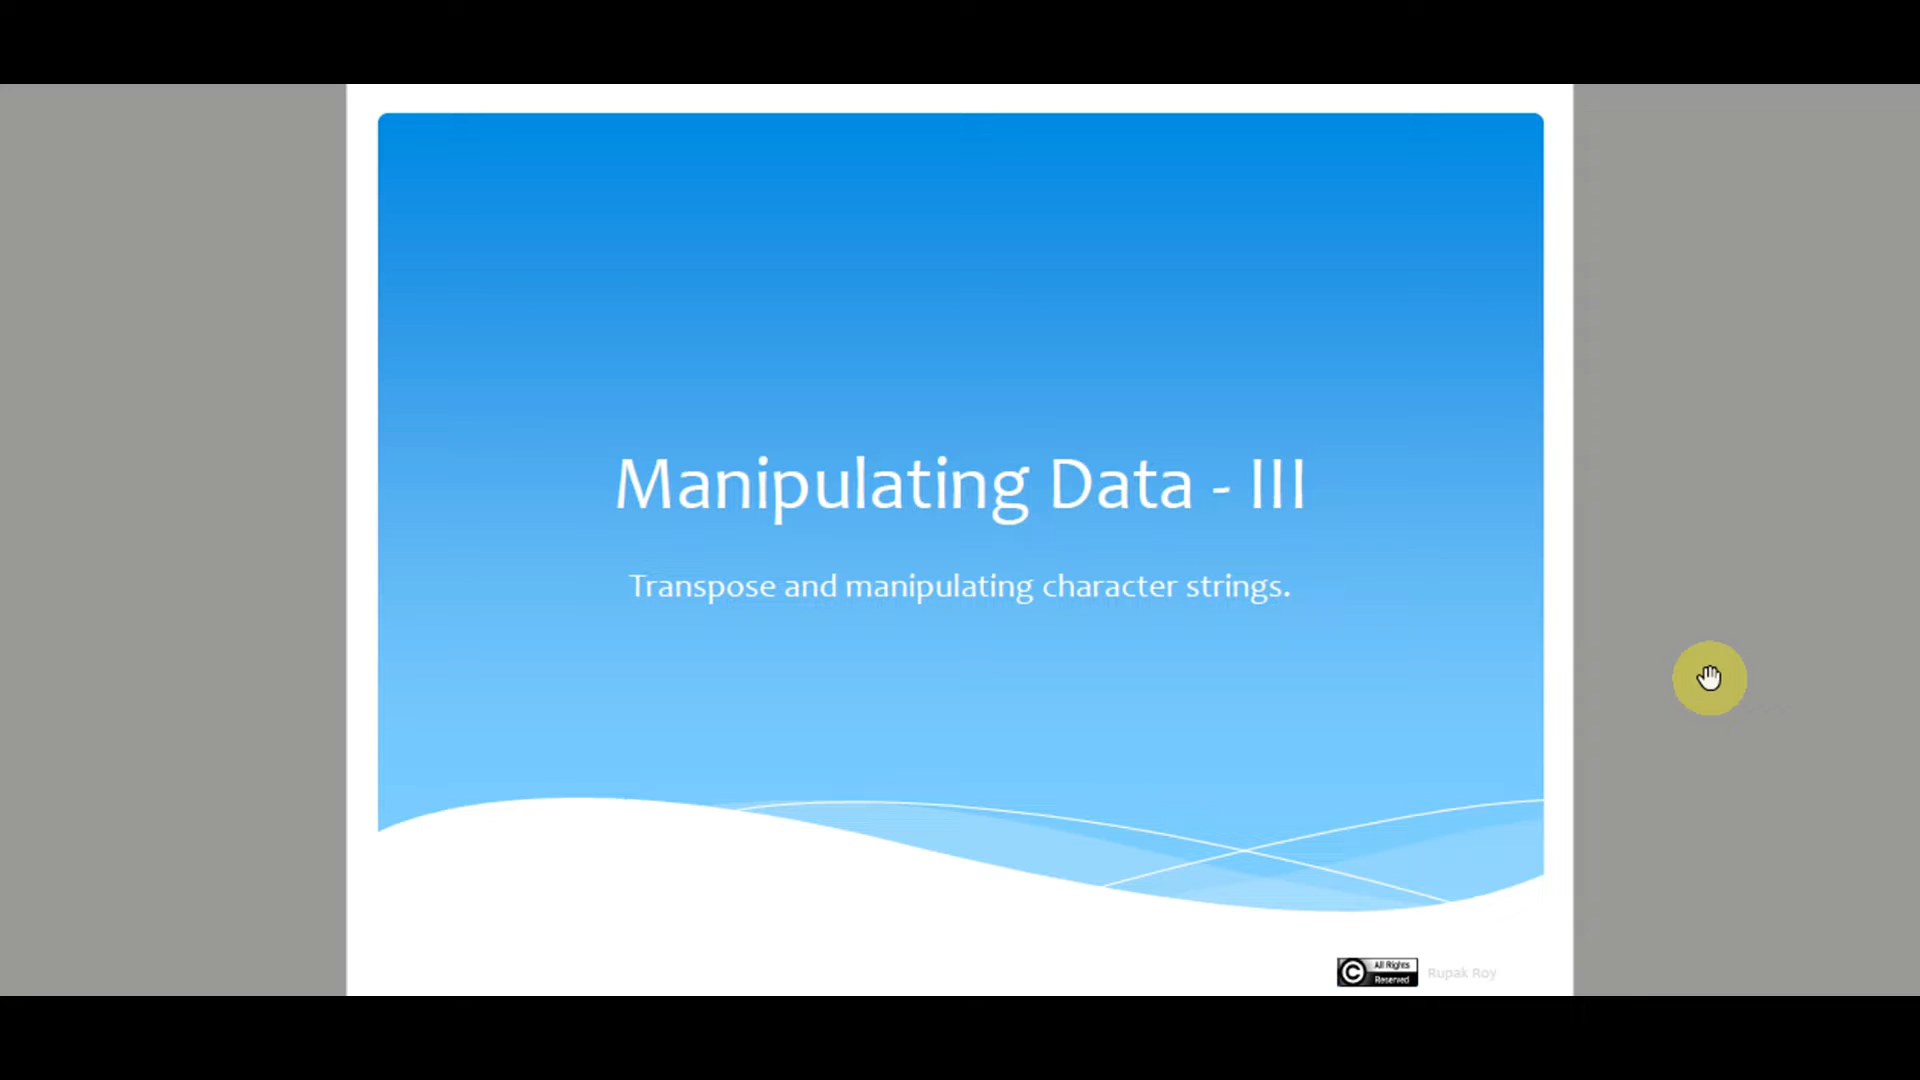 Manipulating Data - III
Transpose and manipulating character strings.
All Rights
Reserved
Rupak Roy